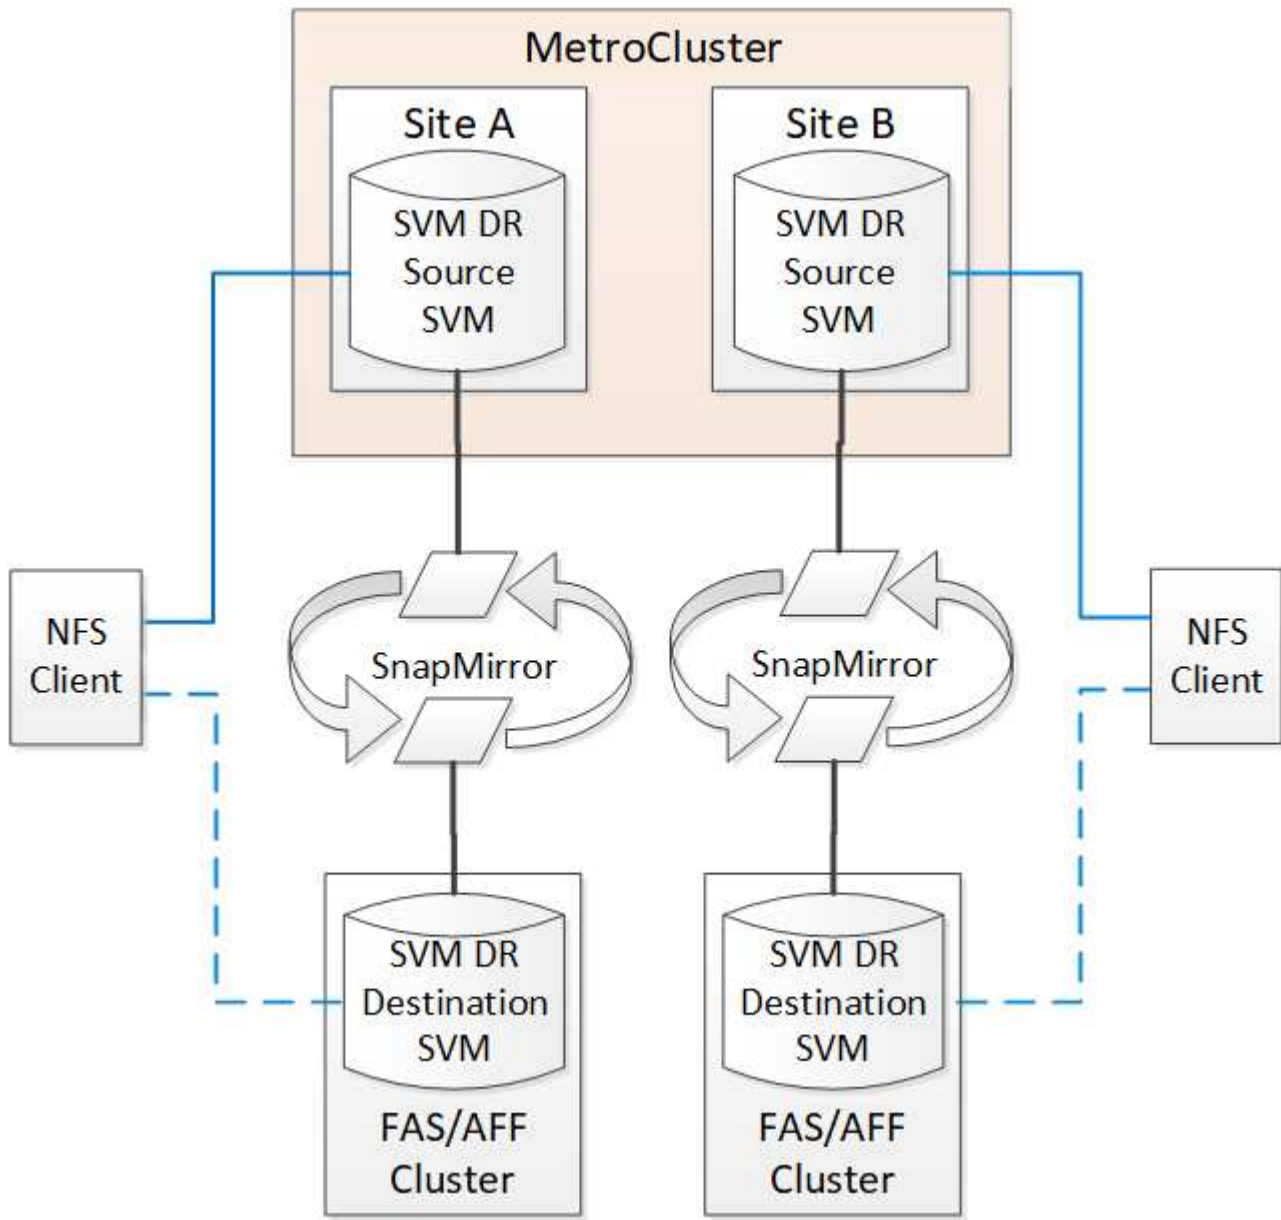 MetroCluster
Site A
SVM DR
Source
SVM
Site B
SVM DR
Source
SVM
NFS
Client
SnapMirror
SnapMirror
NFS
Client
SVM DR
Destination
SVM
FAS/AFF
Cluster
SVM DR
Destination
SVM
FAS/AFF
Cluster